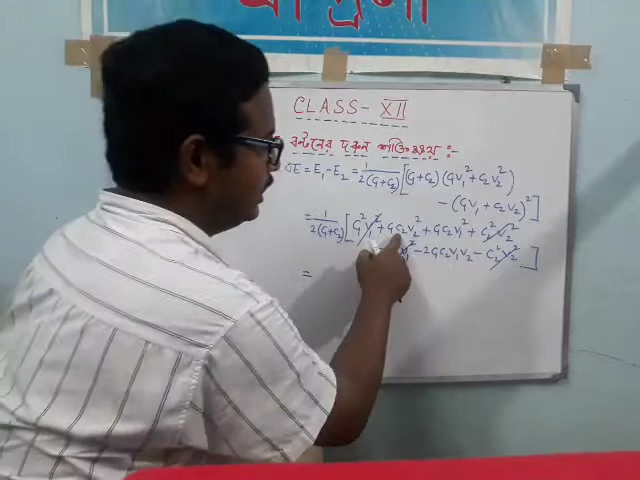 CLASS - XII
বন্টনের দরুন শক্তিক্ষয় :-
ΔE = E₁ - E₂ = 1/2(C₁+C₂) [(C₁+C₂)(C₁V₁²+C₂V₂²)
- (C₁V₁ + C₂V₂)²]
= 1/2(C₁+C₂) [C₁²V₁² + C₁C₂V₂² + C₁C₂V₁² + C₂²V₂²
V₁² - 2C₁C₂V₁V₂ - C₂²V₂²]
=